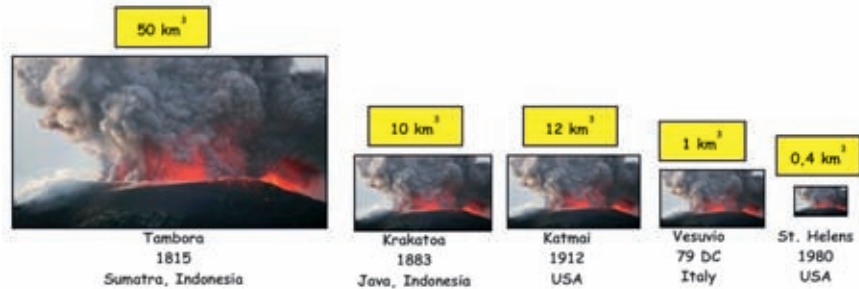 50 km³
10 km³
12 km³
1 km³
0,4 km³
Tambora
1815
Sumatra, Indonesia
Krakatoa
1883
Java, Indonesia
Katmai
1912
USA
Vesuvio
79 DC
Italy
St. Helens
1980
USA